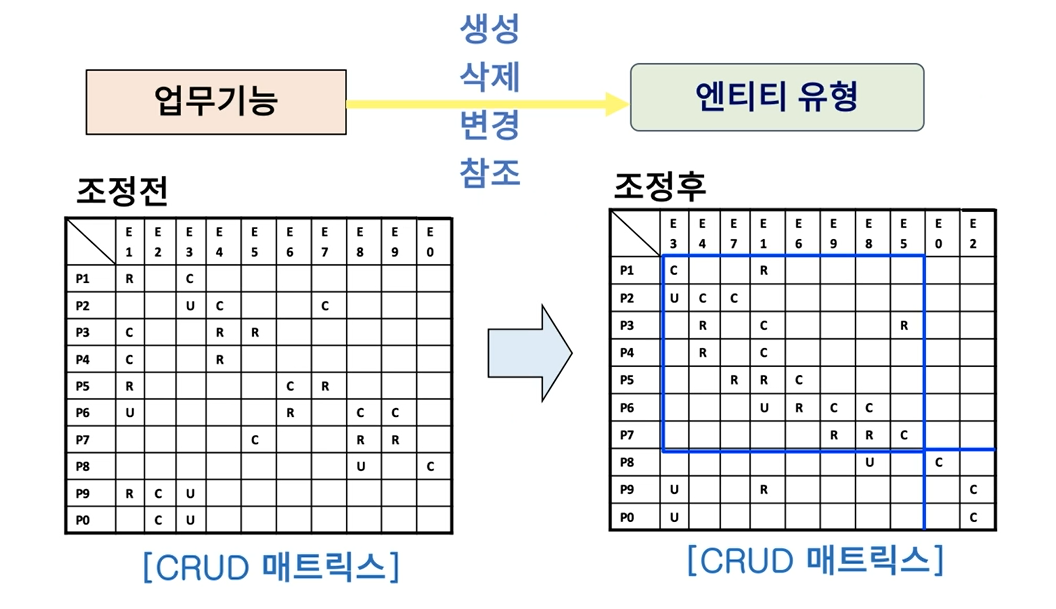 생성
삭제
변경
참조
업무기능
엔티티 유형
조정전
E1 E2 E3 E4 E5 E6 E7 E8 E9 E0
P1 R C
P2 U C C
P3 C R R
P4 C R
P5 R C R
P6 U R C C
P7 C R R
P8 U C
P9 R C U
P0 C U
[CRUD 매트릭스]
조정후
E3 E4 E7 E1 E6 E9 E8 E5 E0 E2
P1 C R
P2 U C C
P3 R C R
P4 R C
P5 R R C
P6 U R C C
P7 R R C
P8 U C
P9 U R C
P0 U C
[CRUD 매트릭스]